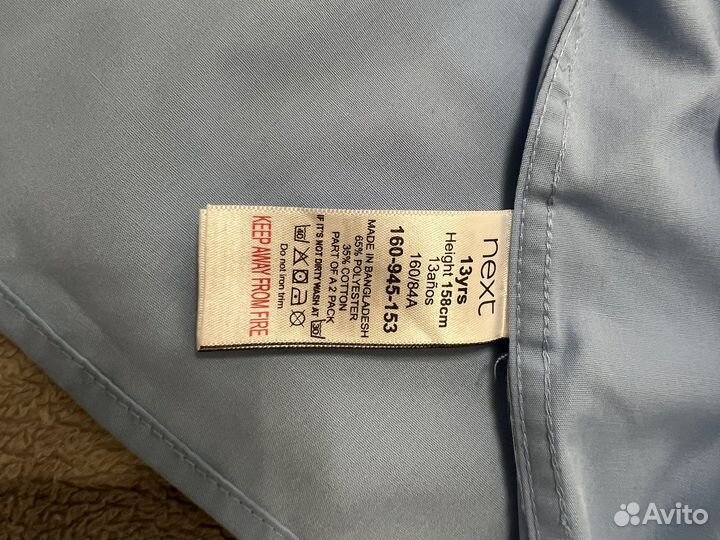 next
13yrs
Height 158cm
160/84A
13años
160-945-153
MADE IN BANGLADESH
65% POLYESTER
35% COTTON
PART OF A 2 PACK
IF IT'S NOT DIRTY WASH AT 30
40
Do not iron trim
KEEP AWAY FROM FIRE
Avito